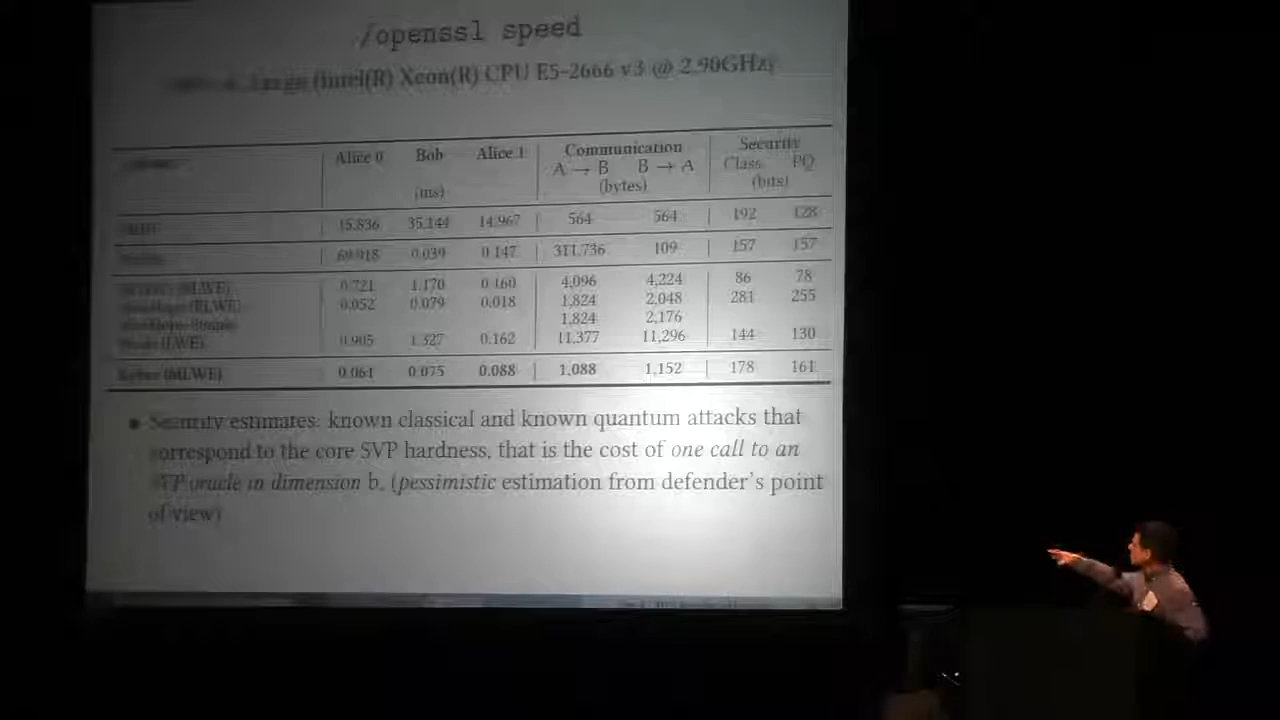 /openssl speed
(Intel(R) Xeon(R) CPU E5-2666 v3 @ 2.90GHz)
Alice 0 Bob Alice 1 Communication Security
A → B B → A Class. PQ
(ms) (bytes) (bits)
15.836 35.144 14.967 564 564 192 128
69.918 0.039 0.147 311,736 109 157 157
0.721 1.170 0.160 4,096 4,224 86 78
(RLWE) 0.052 0.079 0.018 1,824 2,048 281 255
1,824 2,176
(LWE) 0.905 1.327 0.162 11,377 11,296 144 130
Kyber (MLWE) 0.061 0.075 0.088 1,088 1,152 178 161
• Security estimates: known classical and known quantum attacks that
correspond to the core SVP hardness, that is the cost of one call to an
SVP oracle in dimension b, (pessimistic estimation from defender's point
of view)